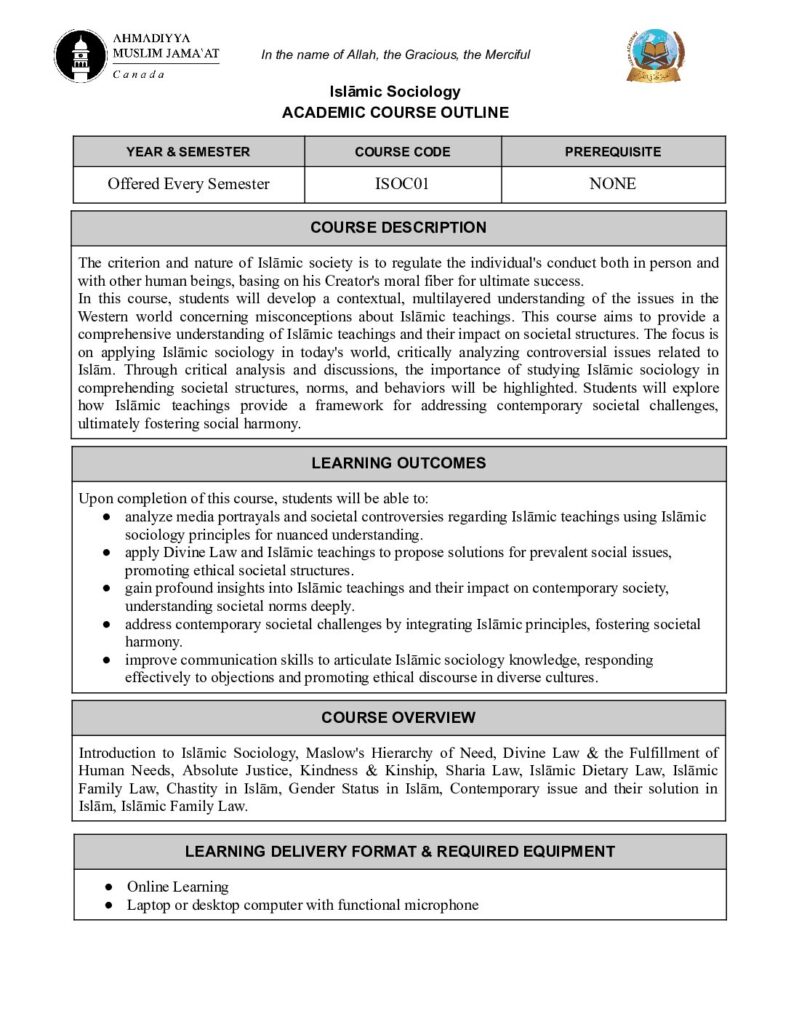 AHMADIYYA
MUSLIM JAMA'AT
Canada
In the name of Allah, the Gracious, the Merciful
Islāmic Sociology
ACADEMIC COURSE OUTLINE
YEAR & SEMESTER COURSE CODE PREREQUISITE
Offered Every Semester ISOC01 NONE
COURSE DESCRIPTION
The criterion and nature of Islāmic society is to regulate the individual's conduct both in person and
with other human beings, basing on his Creator's moral fiber for ultimate success.
In this course, students will develop a contextual, multilayered understanding of the issues in the
Western world concerning misconceptions about Islāmic teachings. This course aims to provide a
comprehensive understanding of Islāmic teachings and their impact on societal structures. The focus is
on applying Islāmic sociology in today's world, critically analyzing controversial issues related to
Islām. Through critical analysis and discussions, the importance of studying Islāmic sociology in
comprehending societal structures, norms, and behaviors will be highlighted. Students will explore
how Islāmic teachings provide a framework for addressing contemporary societal challenges,
ultimately fostering social harmony.
LEARNING OUTCOMES
Upon completion of this course, students will be able to:
● analyze media portrayals and societal controversies regarding Islāmic teachings using Islāmic
sociology principles for nuanced understanding.
● apply Divine Law and Islāmic teachings to propose solutions for prevalent social issues,
promoting ethical societal structures.
● gain profound insights into Islāmic teachings and their impact on contemporary society,
understanding societal norms deeply.
● address contemporary societal challenges by integrating Islāmic principles, fostering societal
harmony.
● improve communication skills to articulate Islāmic sociology knowledge, responding
effectively to objections and promoting ethical discourse in diverse cultures.
COURSE OVERVIEW
Introduction to Islāmic Sociology, Maslow's Hierarchy of Need, Divine Law & the Fulfillment of
Human Needs, Absolute Justice, Kindness & Kinship, Sharia Law, Islāmic Dietary Law, Islāmic
Family Law, Chastity in Islām, Gender Status in Islām, Contemporary issue and their solution in
Islām, Islāmic Family Law.
LEARNING DELIVERY FORMAT & REQUIRED EQUIPMENT
● Online Learning
● Laptop or desktop computer with functional microphone